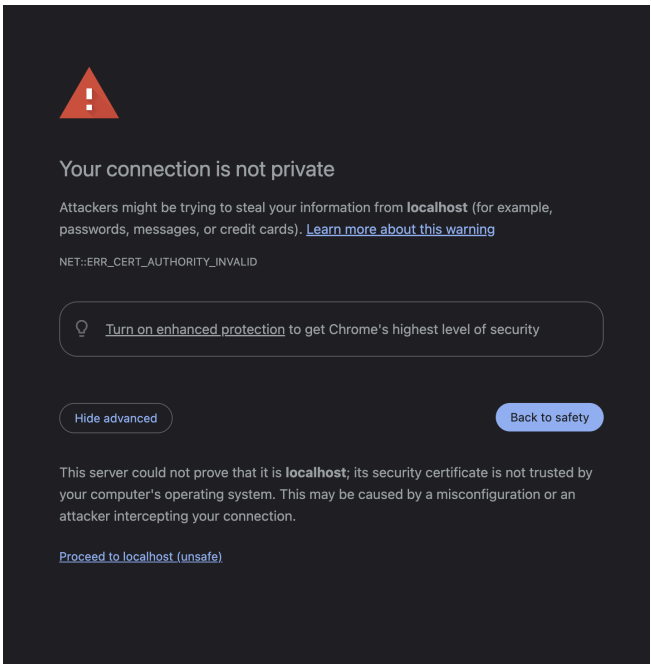 Your connection is not private
Attackers might be trying to steal your information from localhost (for example,
passwords, messages, or credit cards). Learn more about this warning
NET::ERR_CERT_AUTHORITY_INVALID
Turn on enhanced protection to get Chrome's highest level of security
Hide advanced
Back to safety
This server could not prove that it is localhost; its security certificate is not trusted by
your computer's operating system. This may be caused by a misconfiguration or an
attacker intercepting your connection.
Proceed to localhost (unsafe)